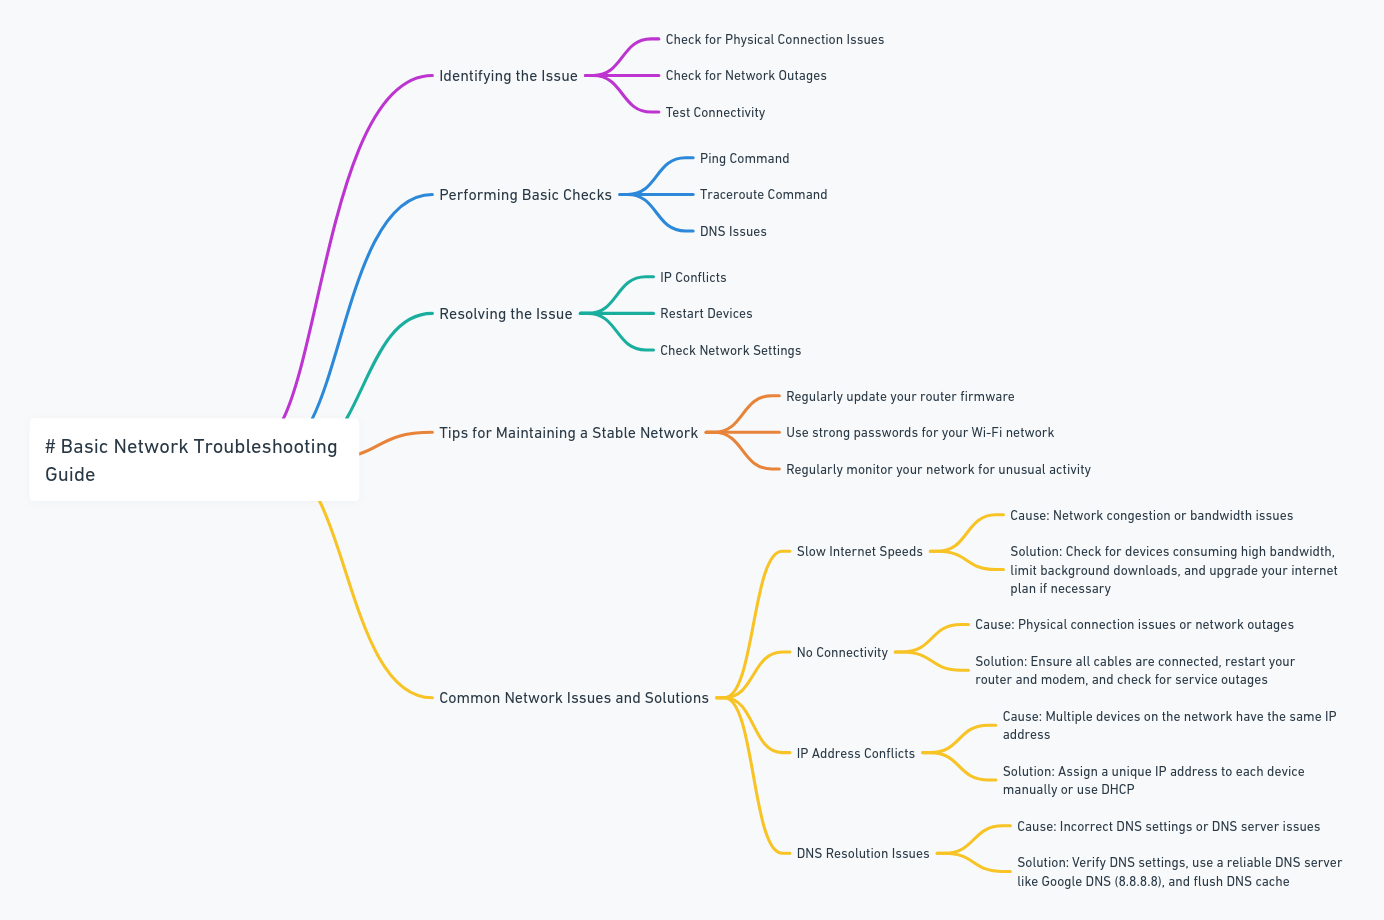 # Basic Network Troubleshooting
Guide
Identifying the Issue
Check for Physical Connection Issues
Check for Network Outages
Test Connectivity
Performing Basic Checks
Ping Command
Traceroute Command
DNS Issues
Resolving the Issue
IP Conflicts
Restart Devices
Check Network Settings
Tips for Maintaining a Stable Network
Regularly update your router firmware
Use strong passwords for your Wi-Fi network
Regularly monitor your network for unusual activity
Common Network Issues and Solutions
Slow Internet Speeds
Cause: Network congestion or bandwidth issues
Solution: Check for devices consuming high bandwidth,
limit background downloads, and upgrade your internet
plan if necessary
No Connectivity
Cause: Physical connection issues or network outages
Solution: Ensure all cables are connected, restart your
router and modem, and check for service outages
IP Address Conflicts
Cause: Multiple devices on the network have the same IP
address
Solution: Assign a unique IP address to each device
manually or use DHCP
DNS Resolution Issues
Cause: Incorrect DNS settings or DNS server issues
Solution: Verify DNS settings, use a reliable DNS server
like Google DNS (8.8.8.8), and flush DNS cache